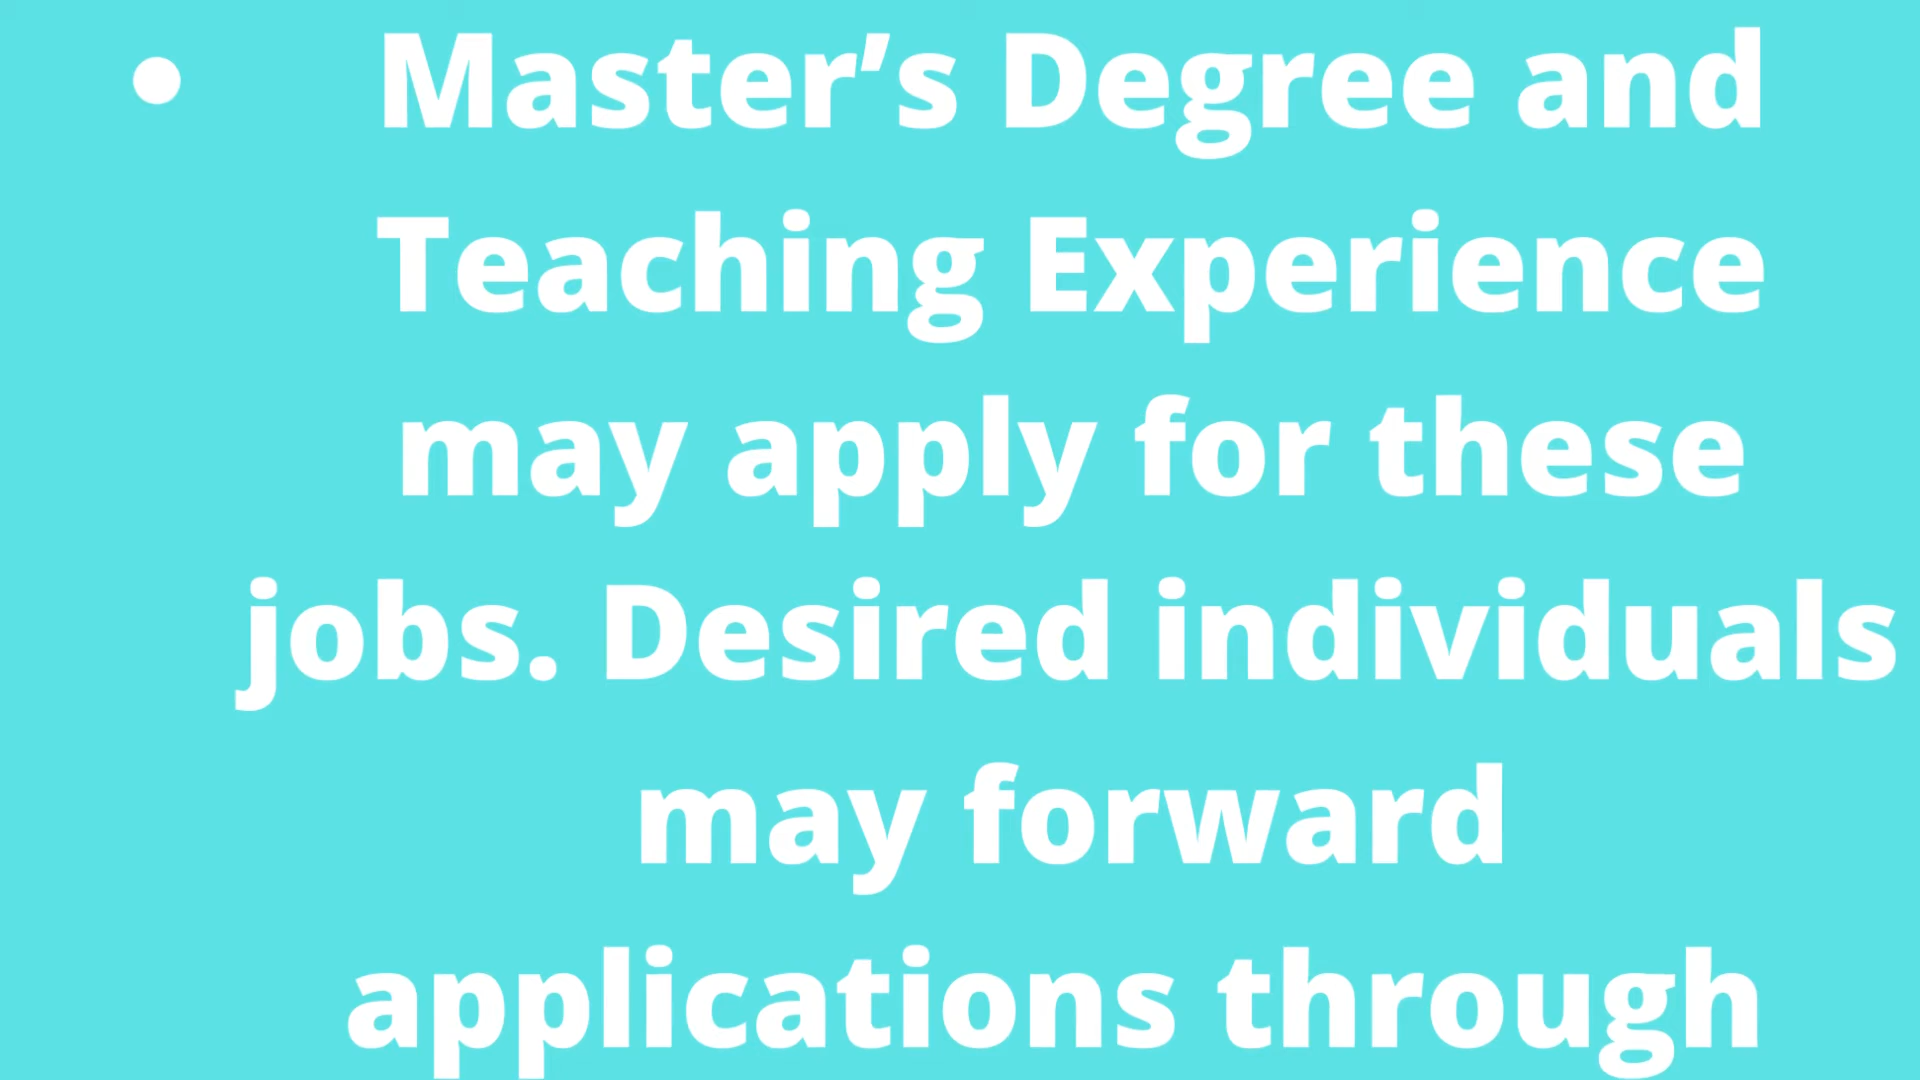 • Master’s Degree and
Teaching Experience
may apply for these
jobs. Desired individuals
may forward
applications through